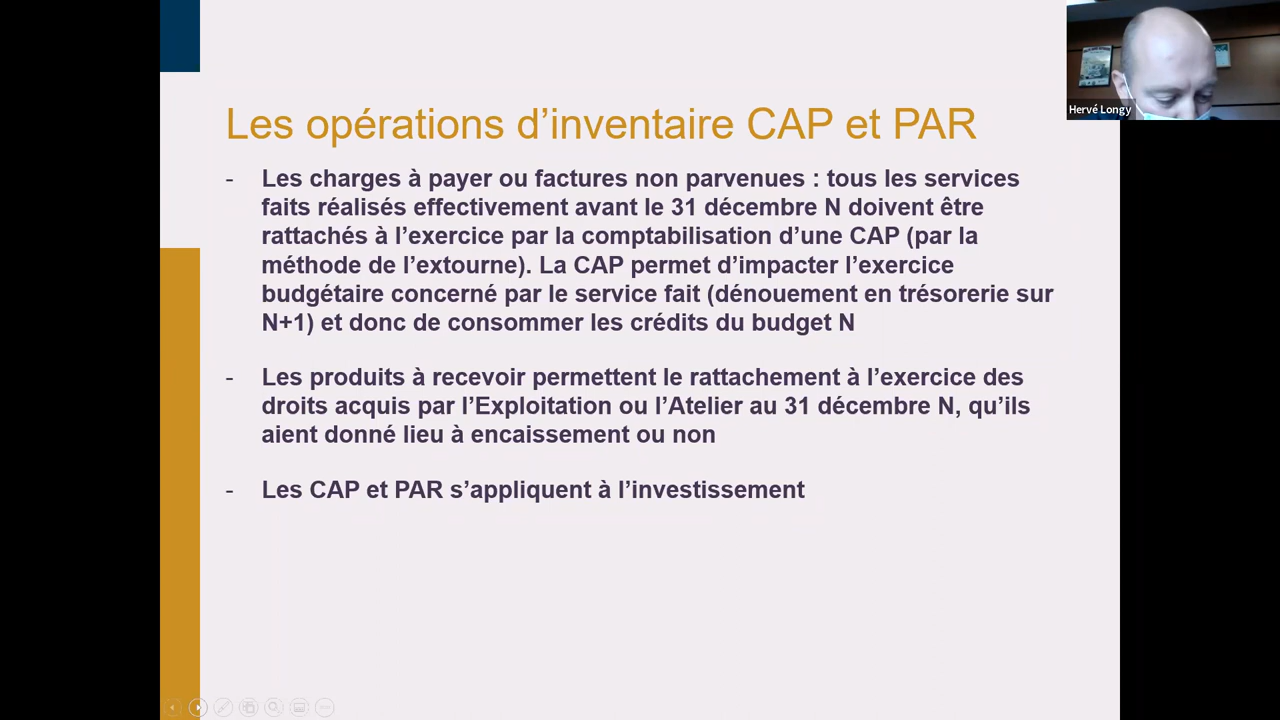 Les opérations d’inventaire CAP et PAR
- Les charges à payer ou factures non parvenues : tous les services
faits réalisés effectivement avant le 31 décembre N doivent être
rattachés à l’exercice par la comptabilisation d’une CAP (par la
méthode de l’extourne). La CAP permet d’impacter l’exercice
budgétaire concerné par le service fait (dénouement en trésorerie sur
N+1) et donc de consommer les crédits du budget N
- Les produits à recevoir permettent le rattachement à l’exercice des
droits acquis par l’Exploitation ou l’Atelier au 31 décembre N, qu’ils
aient donné lieu à encaissement ou non
- Les CAP et PAR s’appliquent à l’investissement
Hervé Longy